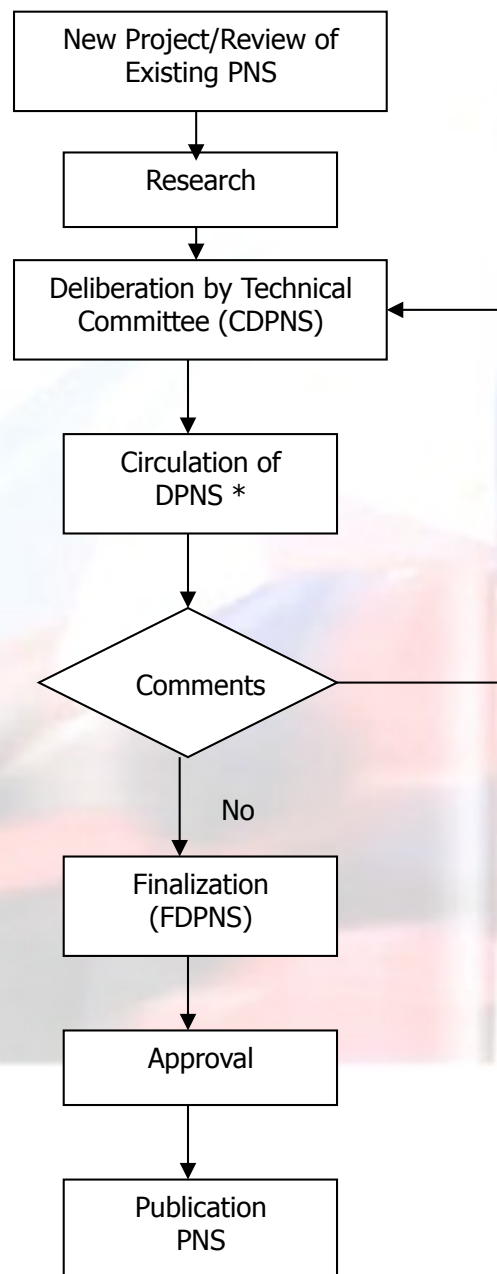 New Project/Review of
Existing PNS
Research
Deliberation by Technical
Committee (CDPNS)
Circulation of
DPNS *
Comments
No
Finalization
(FDPNS)
Approval
Publication
PNS